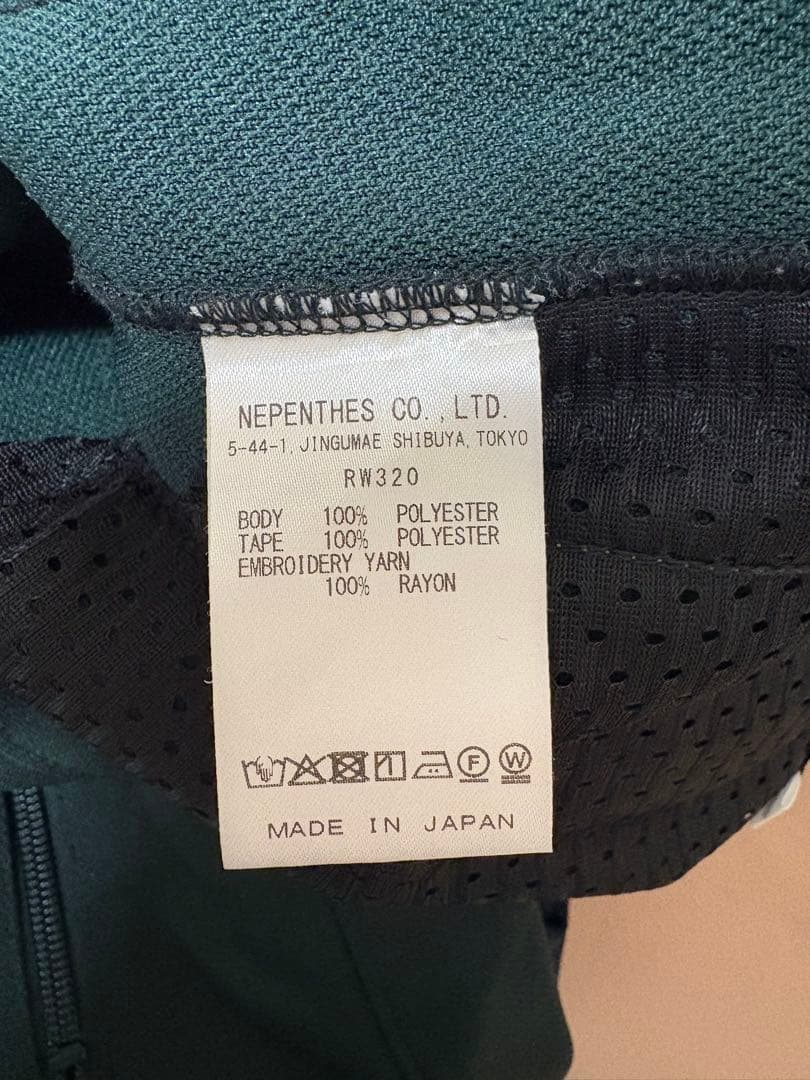 NEPENTHES CO., LTD.
5-44-1, JINGUMAE SHIBUYA, TOKYO
RW320
BODY 100% POLYESTER
TAPE 100% POLYESTER
EMBROIDERY YARN
100% RAYON
F W
MADE IN JAPAN